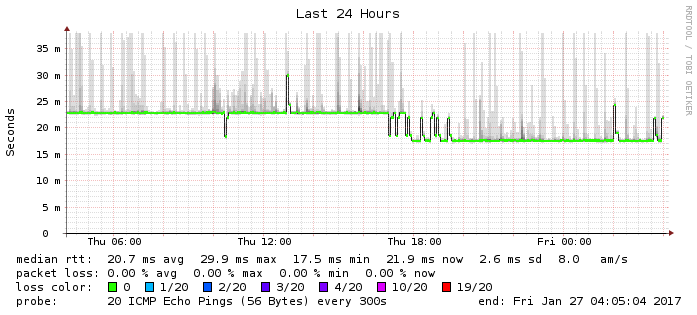 Last 24 Hours
RRDTOOL / TOBI OETIKER
Seconds
35 m
30 m
25 m
20 m
15 m
10 m
5 m
0
Thu 06:00 Thu 12:00 Thu 18:00 Fri 00:00
median rtt: 20.7 ms avg 29.9 ms max 17.5 ms min 21.9 ms now 2.6 ms sd 8.0 am/s
packet loss: 0.00 % avg 0.00 % max 0.00 % min 0.00 % now
loss color: 0 1/20 2/20 3/20 4/20 10/20 19/20
probe: 20 ICMP Echo Pings (56 Bytes) every 300s end: Fri Jan 27 04:05:04 2017